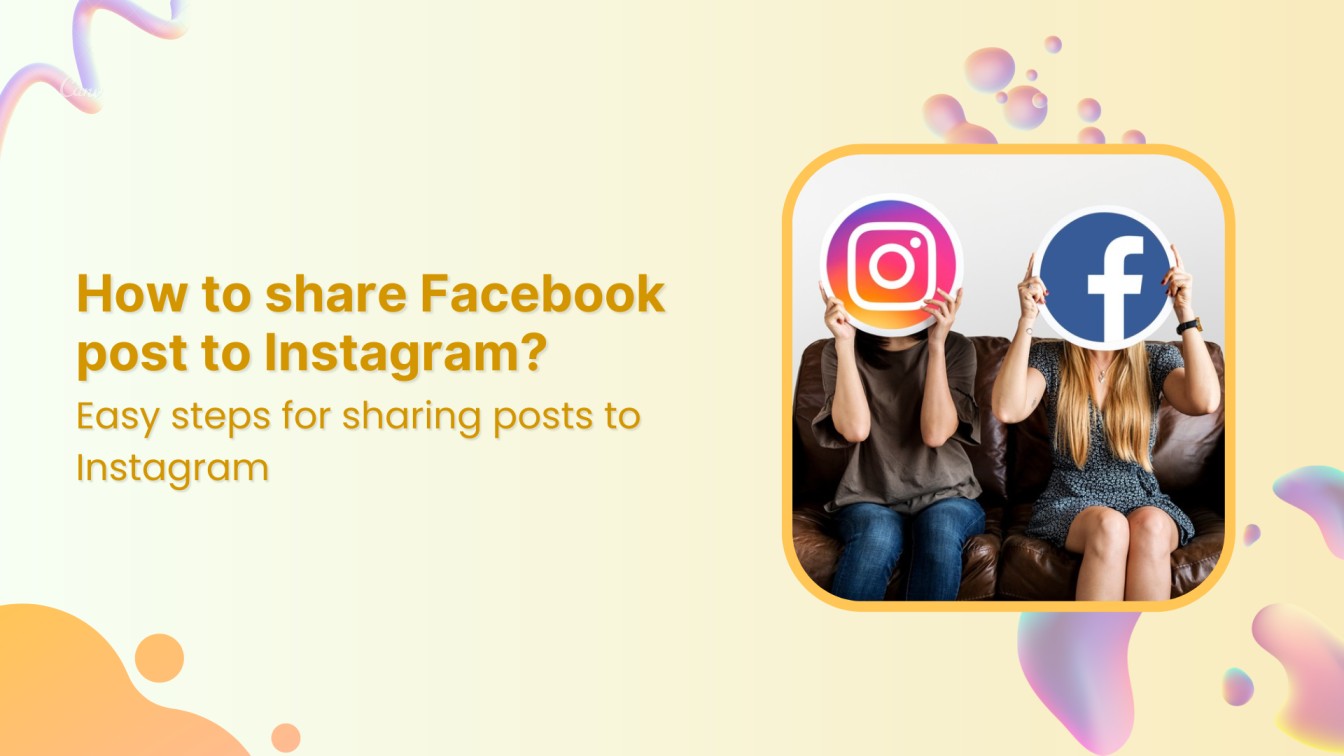 How to share Facebook
post to Instagram?
Easy steps for sharing posts to
Instagram